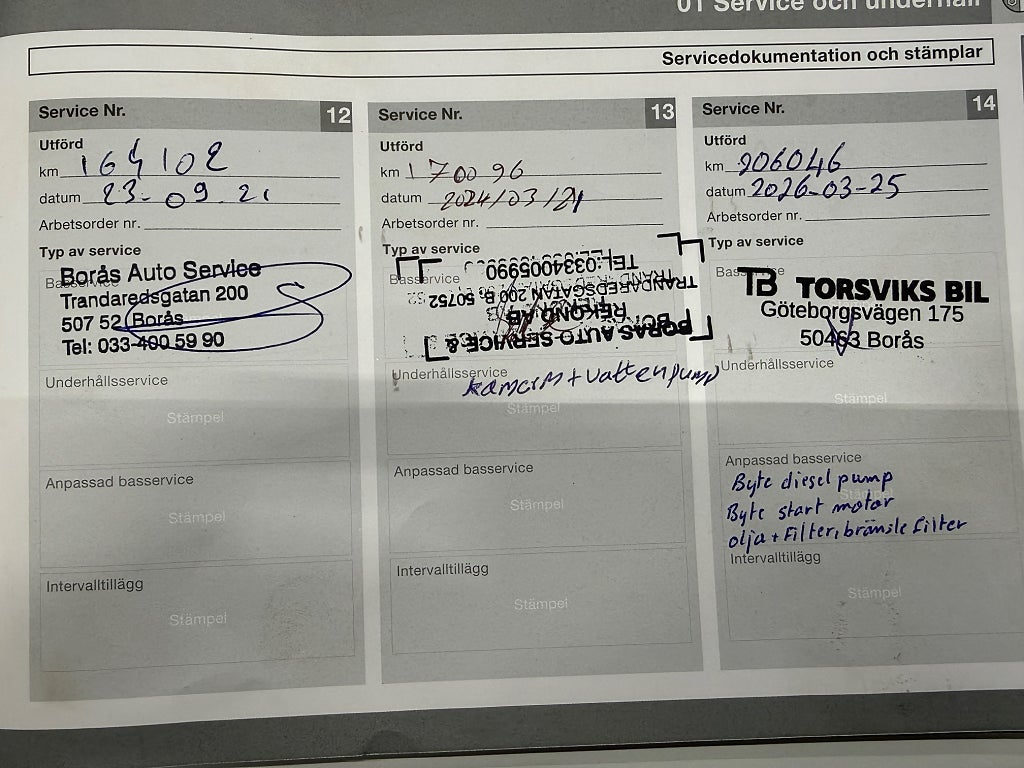 01 Service och underhåll
Servicedokumentation och stämplar
Service Nr. 12
Utförd
km 164102
datum 23-09-21
Arbetsorder nr.
Typ av service
Basservice
Borås Auto Service
Trandaredsgatan 200
507 52 Borås
Tel: 033-400 59 90
Underhållsservice
Stämpel
Anpassad basservice
Stämpel
Intervalltillägg
Stämpel
Service Nr. 13
Utförd
km 170096
datum 2024/03/21
Arbetsorder nr.
Typ av service
Basservice
BORÅS AUTO-SERVICE &
REKOND AB
TRANDAREDSGATAN 200 B, 50752
TEL:0334005990
Underhållsservice
kamrem + vattenpump
Stämpel
Anpassad basservice
Stämpel
Intervalltillägg
Stämpel
Service Nr. 14
Utförd
km 206046
datum 2026-03-25
Arbetsorder nr.
Typ av service
TB TORSVIKS BIL
Göteborgsvägen 175
50463 Borås
Underhållsservice
Stämpel
Anpassad basservice
Byte diesel pump
Stämpel
Byte start motor
olja + Filter, bränsle filter
Intervalltillägg
Stämpel